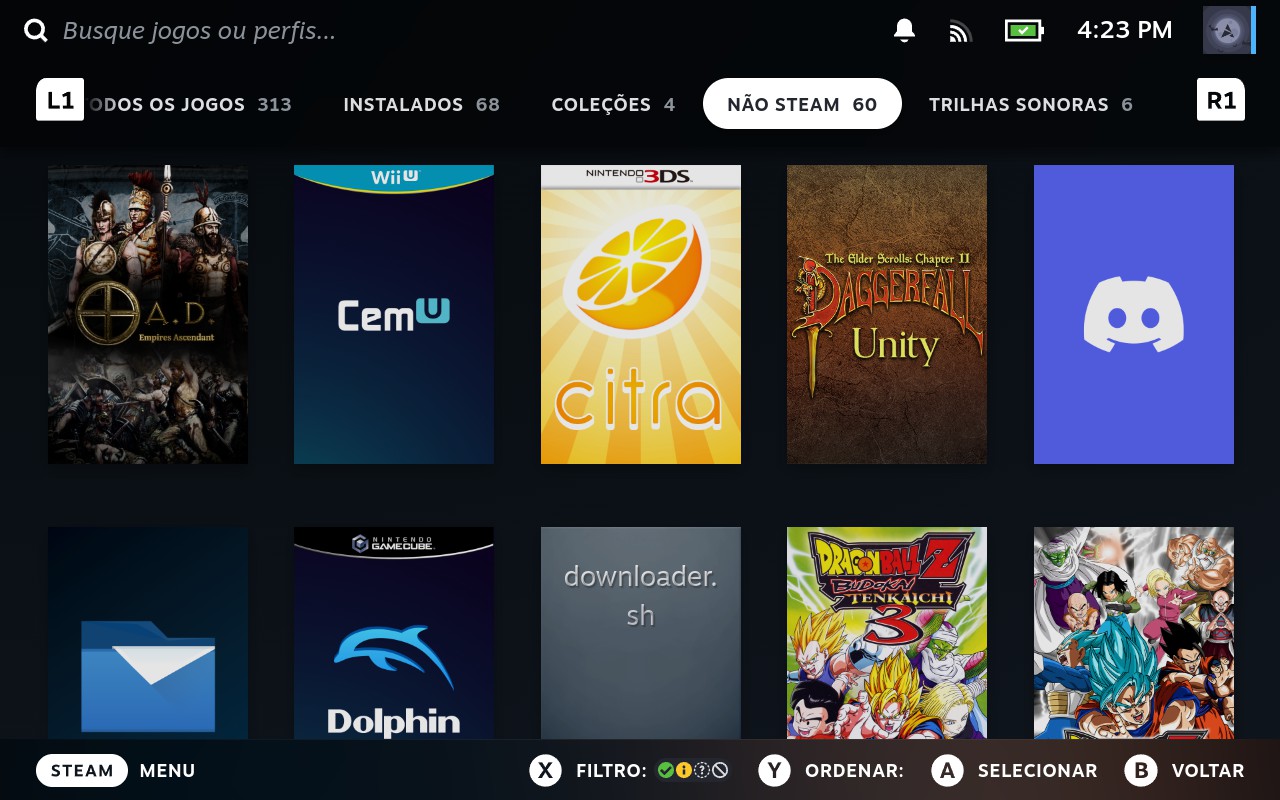 Busque jogos ou perfis...
4:23 PM
L1
ODOS OS JOGOS 313
INSTALADOS 68
COLEÇÕES 4
NÃO STEAM 60
TRILHAS SONORAS 6
R1
A.D.
Empires Ascendant
Wii U
Cemu
NINTENDO 3DS
citra
The Elder Scrolls: Chapter II
DAGGERFALL
Unity
NINTENDO
GAMECUBE
Dolphin
downloader.
sh
DRAGON BALL Z
BUDOKAI
TENKAICHI
3
STEAM MENU
X FILTRO:
Y ORDENAR:
A SELECIONAR
B VOLTAR